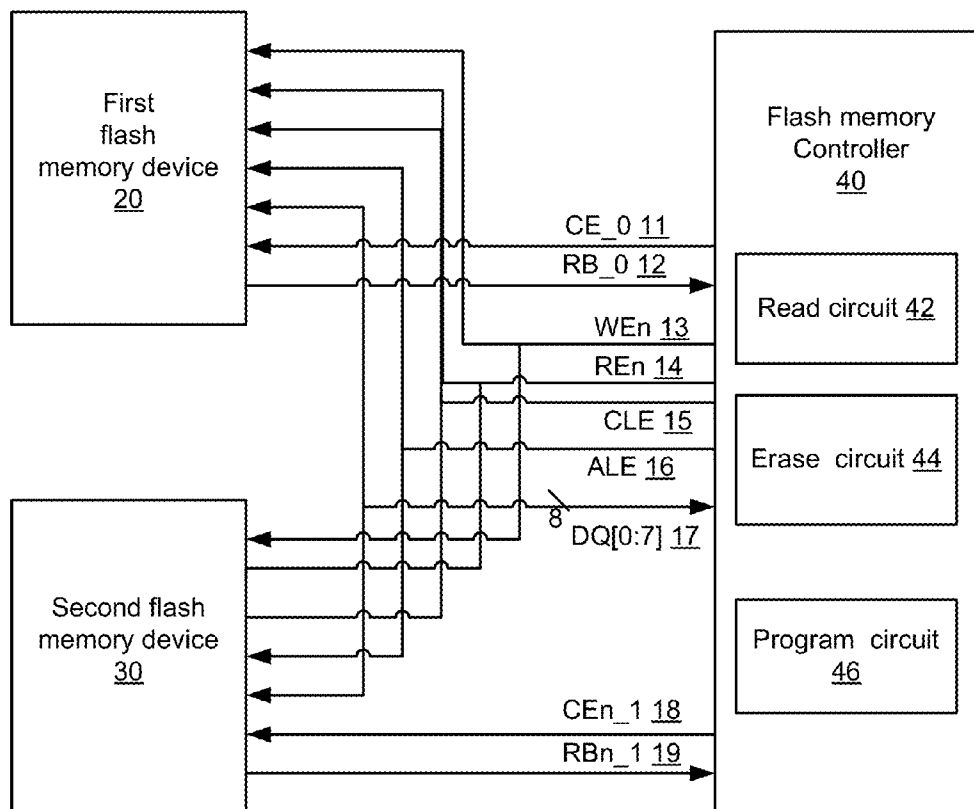 First
flash
memory device
20
Flash memory
Controller
40
CE_0 11
RB_0 12
Read circuit 42
WEn 13
REn 14
CLE 15
Erase circuit 44
ALE 16
8
DQ[0:7] 17
Second flash
memory device
30
Program circuit
46
CEn_1 18
RBn_1 19